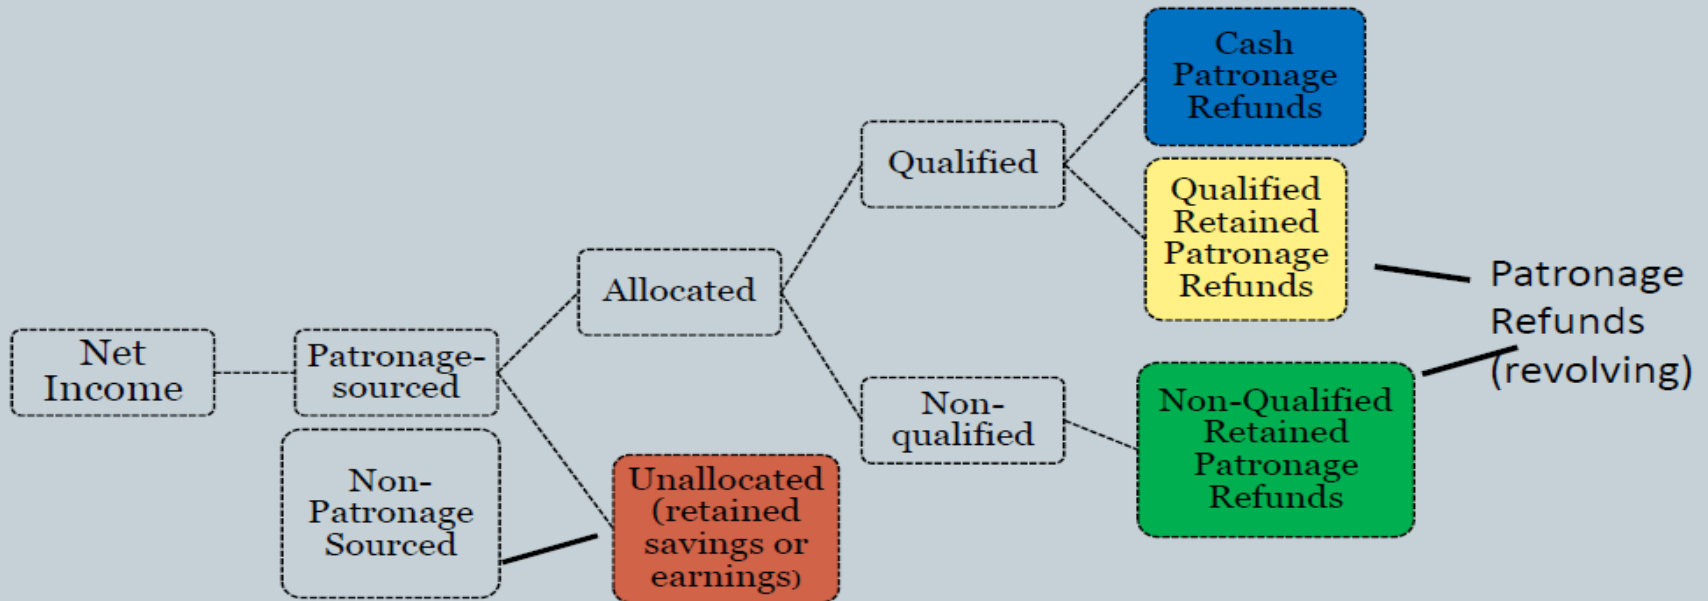 Net
Income
Patronage-
sourced
Non-
Patronage
Sourced
Allocated
Unallocated
(retained
savings or
earnings)
Qualified
Non-
qualified
Cash
Patronage
Refunds
Qualified
Retained
Patronage
Refunds
Non-Qualified
Retained
Patronage
Refunds
Patronage
Refunds
(revolving)